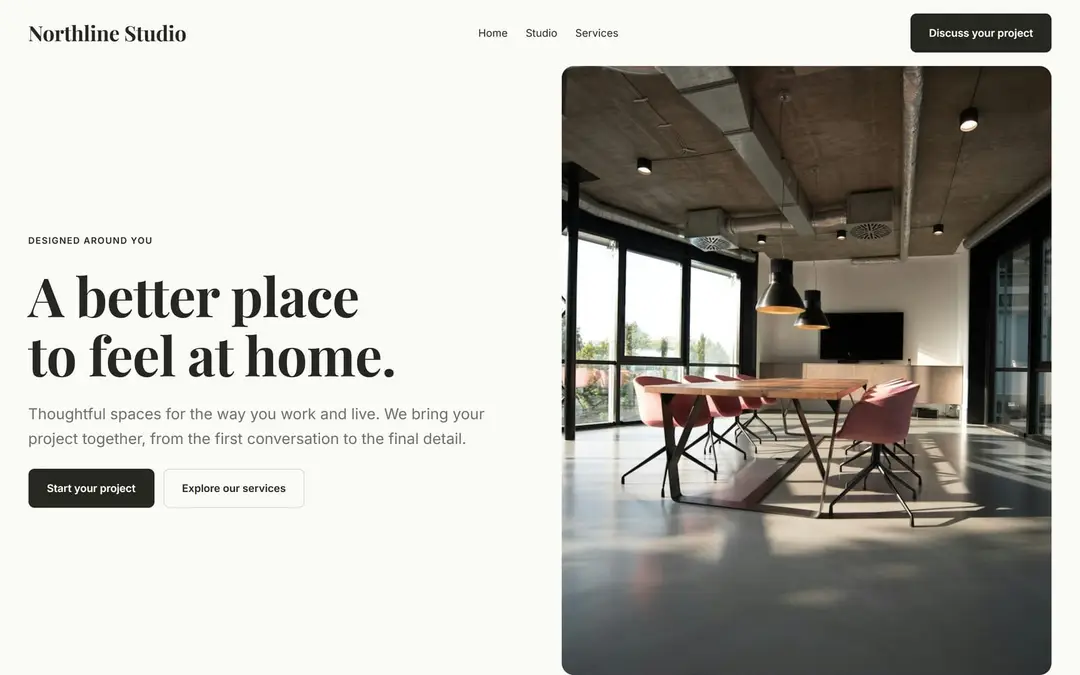 Northline Studio
Home
Studio
Services
Discuss your project
DESIGNED AROUND YOU
A better place
to feel at home.
Thoughtful spaces for the way you work and live. We bring your
project together, from the first conversation to the final detail.
Start your project
Explore our services